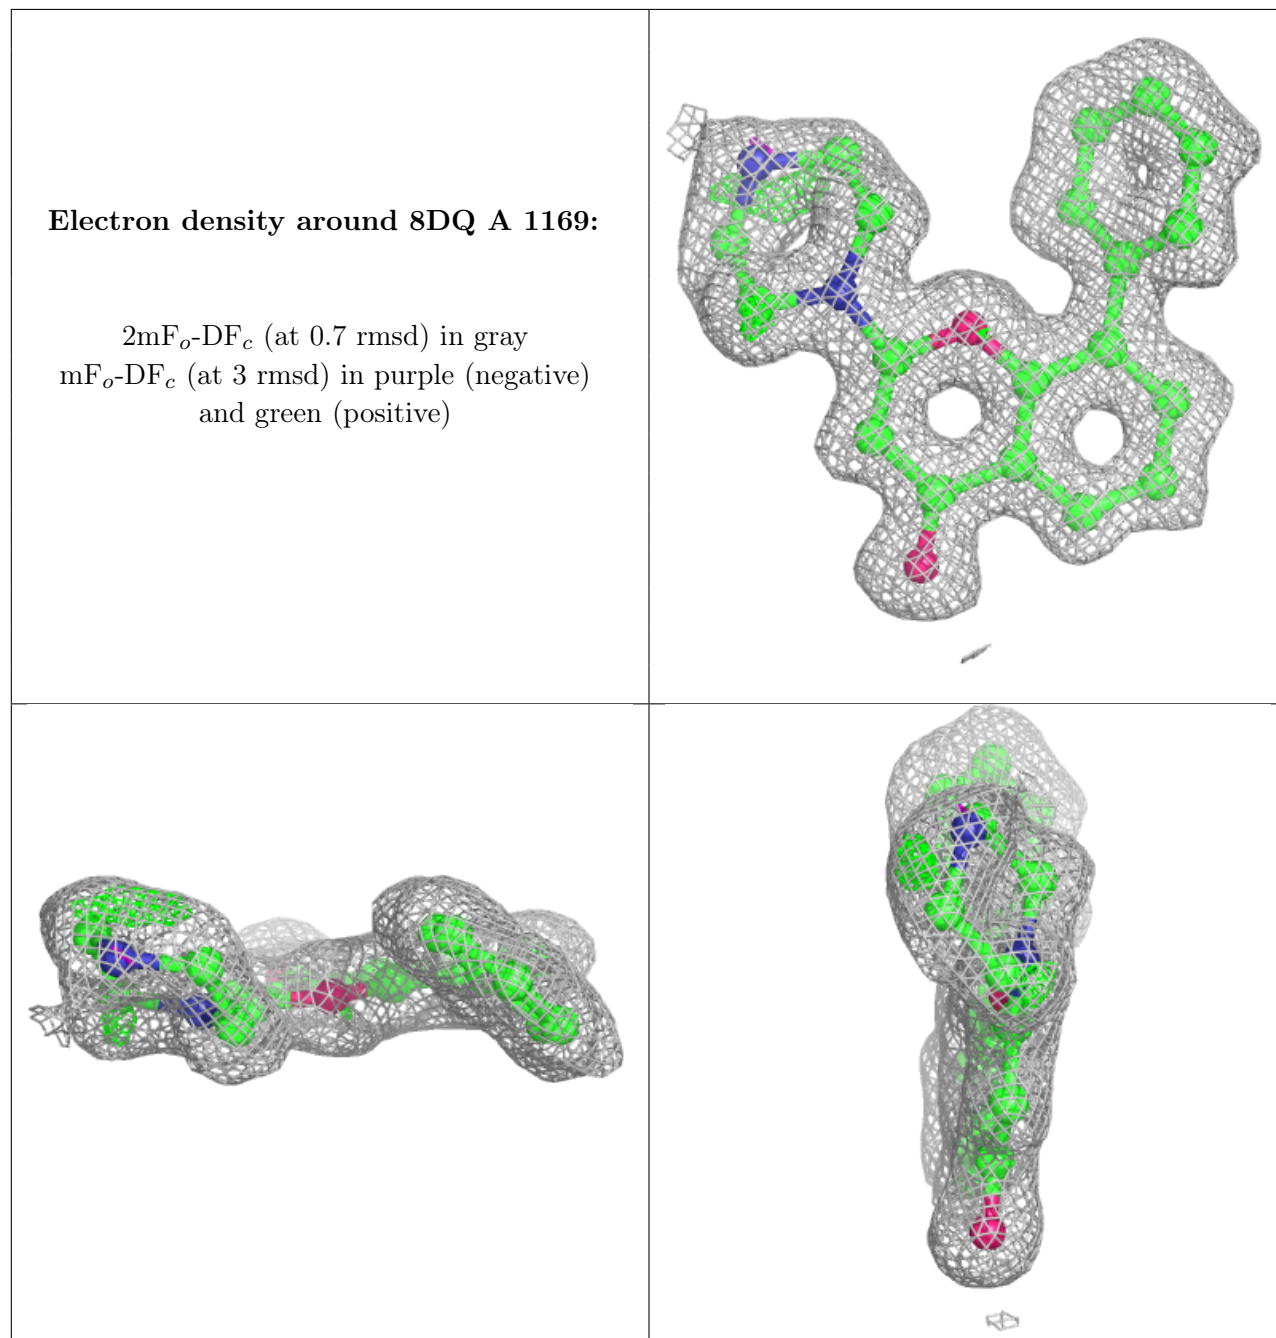 Electron density around 8DQ A 1169:
2mFo-DFc (at 0.7 rmsd) in gray
mFo-DFc (at 3 rmsd) in purple (negative)
and green (positive)